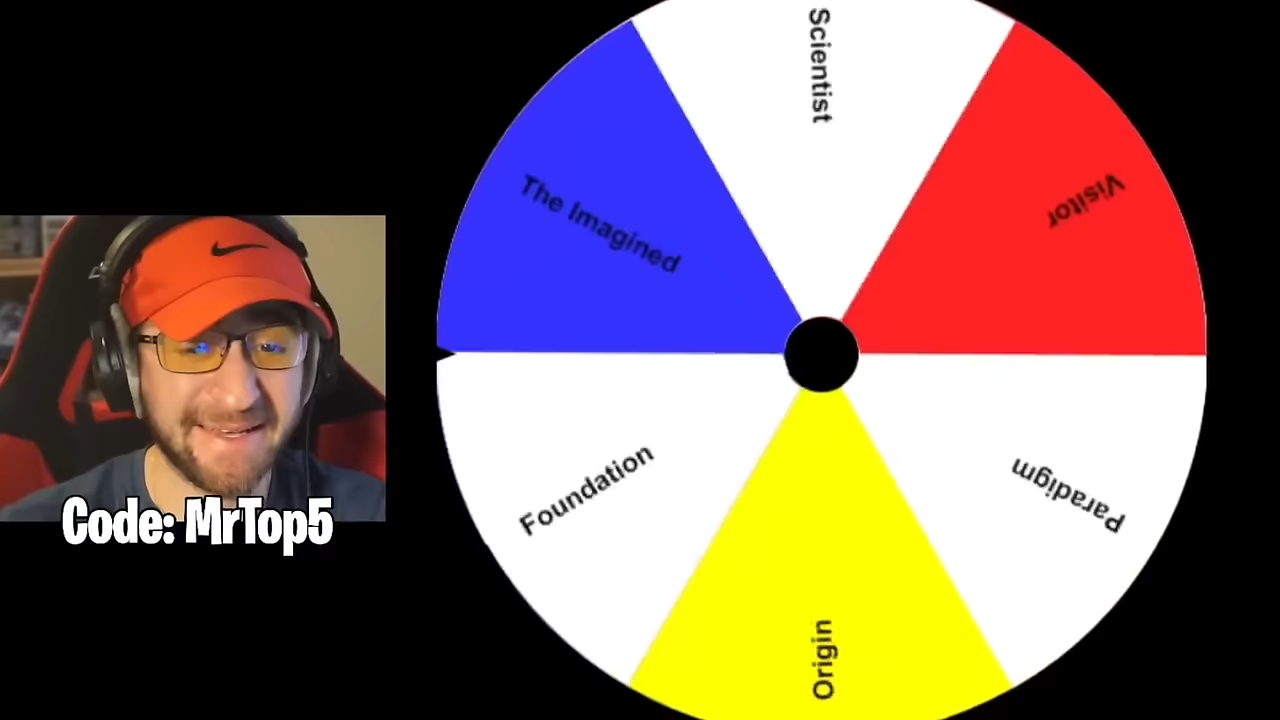 Scientist
The Imagined
Visitor
Foundation
Paradigm
Origin
Code: MrTop5